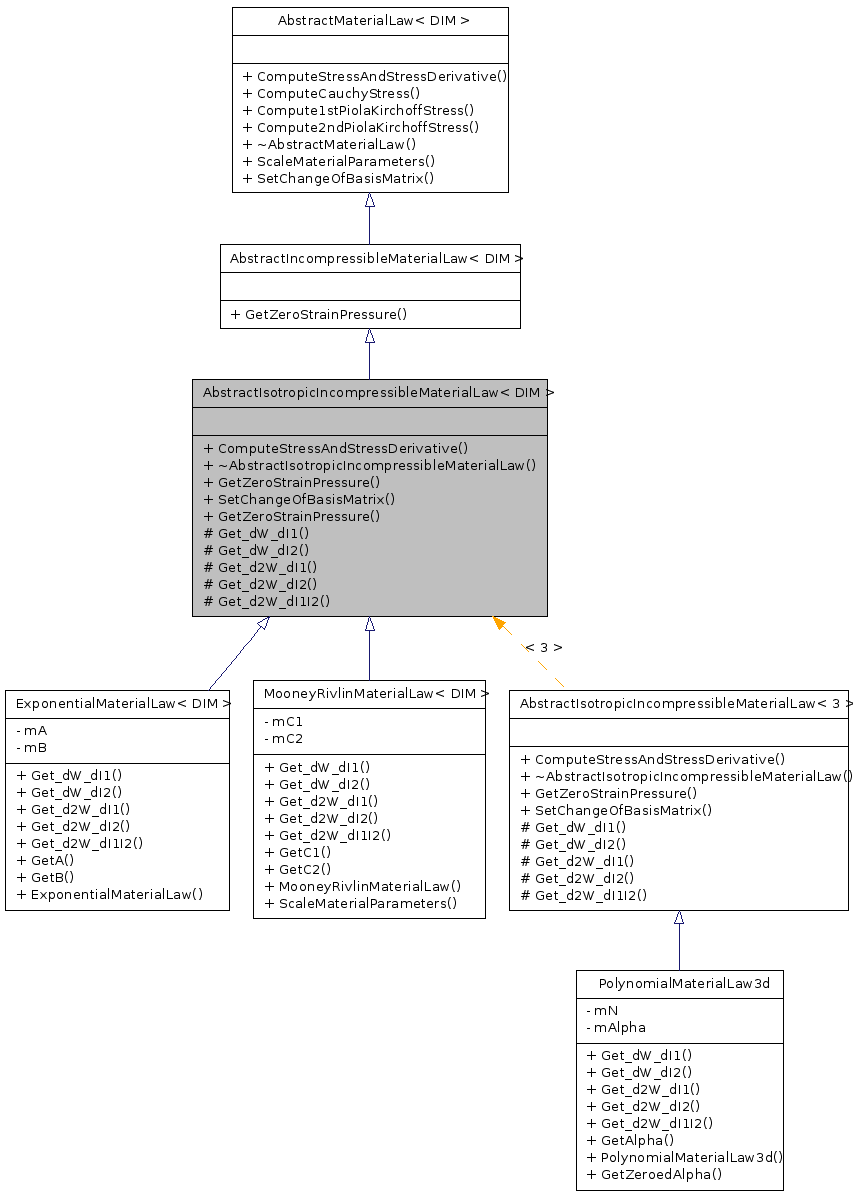 AbstractMaterialLaw< DIM >
+ ComputeStressAndStressDerivative()
+ ComputeCauchyStress()
+ Compute1stPiolaKirchoffStress()
+ Compute2ndPiolaKirchoffStress()
+ ~AbstractMaterialLaw()
+ ScaleMaterialParameters()
+ SetChangeOfBasisMatrix()
AbstractIncompressibleMaterialLaw< DIM >
+ GetZeroStrainPressure()
AbstractIsotropicIncompressibleMaterialLaw< DIM >
+ ComputeStressAndStressDerivative()
+ ~AbstractIsotropicIncompressibleMaterialLaw()
+ GetZeroStrainPressure()
+ SetChangeOfBasisMatrix()
+ GetZeroStrainPressure()
# Get_dW_dI1()
# Get_dW_dI2()
# Get_d2W_dI1()
# Get_d2W_dI2()
# Get_d2W_dI1I2()
< 3 >
ExponentialMaterialLaw< DIM >
- mA
- mB
+ Get_dW_dI1()
+ Get_dW_dI2()
+ Get_d2W_dI1()
+ Get_d2W_dI2()
+ Get_d2W_dI1I2()
+ GetA()
+ GetB()
+ ExponentialMaterialLaw()
MooneyRivlinMaterialLaw< DIM >
- mC1
- mC2
+ Get_dW_dI1()
+ Get_dW_dI2()
+ Get_d2W_dI1()
+ Get_d2W_dI2()
+ Get_d2W_dI1I2()
+ GetC1()
+ GetC2()
+ MooneyRivlinMaterialLaw()
+ ScaleMaterialParameters()
AbstractIsotropicIncompressibleMaterialLaw< 3 >
+ ComputeStressAndStressDerivative()
+ ~AbstractIsotropicIncompressibleMaterialLaw()
+ GetZeroStrainPressure()
+ SetChangeOfBasisMatrix()
# Get_dW_dI1()
# Get_dW_dI2()
# Get_d2W_dI1()
# Get_d2W_dI2()
# Get_d2W_dI1I2()
PolynomialMaterialLaw3d
- mN
- mAlpha
+ Get_dW_dI1()
+ Get_dW_dI2()
+ Get_d2W_dI1()
+ Get_d2W_dI2()
+ Get_d2W_dI1I2()
+ GetAlpha()
+ PolynomialMaterialLaw3d()
+ GetZeroedAlpha()